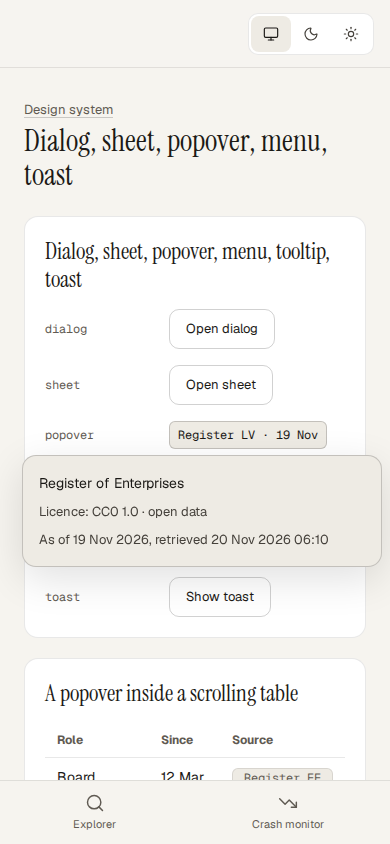 Design system
Dialog, sheet, popover, menu,
toast
Dialog, sheet, popover, menu, tooltip,
toast
dialog
Open dialog
sheet
Open sheet
popover
Register LV · 19 Nov
Register of Enterprises
Licence: CC0 1.0 · open data
As of 19 Nov 2026, retrieved 20 Nov 2026 06:10
toast
Show toast
A popover inside a scrolling table
Role Since Source
Board 12 Mar Register EE
Explorer
Crash monitor